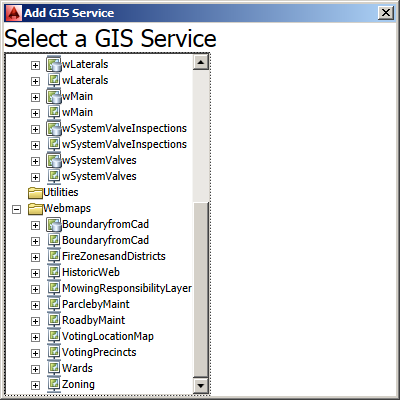 Add GIS Service
Select a GIS Service
wLaterals
wLaterals
wMain
wMain
wSystemValveInspections
wSystemValveInspections
wSystemValves
wSystemValves
Utilities
Webmaps
BoundaryfromCad
BoundaryfromCad
FireZonesandDistricts
HistoricWeb
MowingResponsibilityLayer
ParclebyMaint
RoadbyMaint
VotingLocationMap
VotingPrecincts
Wards
Zoning